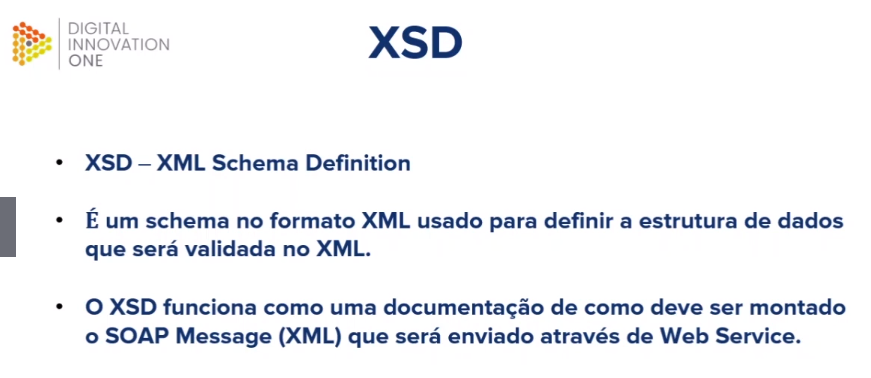 DIGITAL
INNOVATION
ONE
XSD
• XSD – XML Schema Definition
• É um schema no formato XML usado para definir a estrutura de dados
que será validada no XML.
• O XSD funciona como uma documentação de como deve ser montado
o SOAP Message (XML) que será enviado através de Web Service.